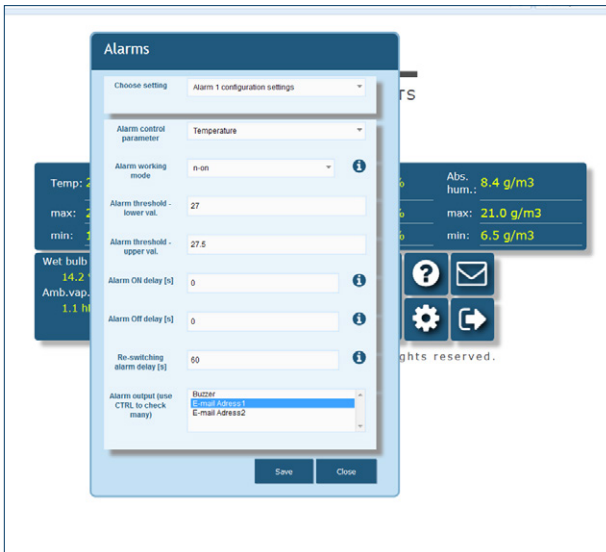 Alarms
Choose setting
Alarm 1 configuration settings
TS
Alarm control
parameter
Temperature
Alarm working
mode
n-on
Alarm threshold -
lower val.
27
Alarm threshold -
upper val.
27.5
Alarm ON delay [s]
0
Alarm Off delay [s]
0
Re-switching
alarm delay [s]
60
Alarm output (use
CTRL to check
many)
Buzzer
E-mail Adress1
E-mail Adress2
Save
Close
Temp: 2
max: 2
min: 1
Wet bulb
14.2
Amb.vap.
1.1 h
Abs.
hum.:
8.4 g/m3
max: 21.0 g/m3
min: 6.5 g/m3
ghts reserved.